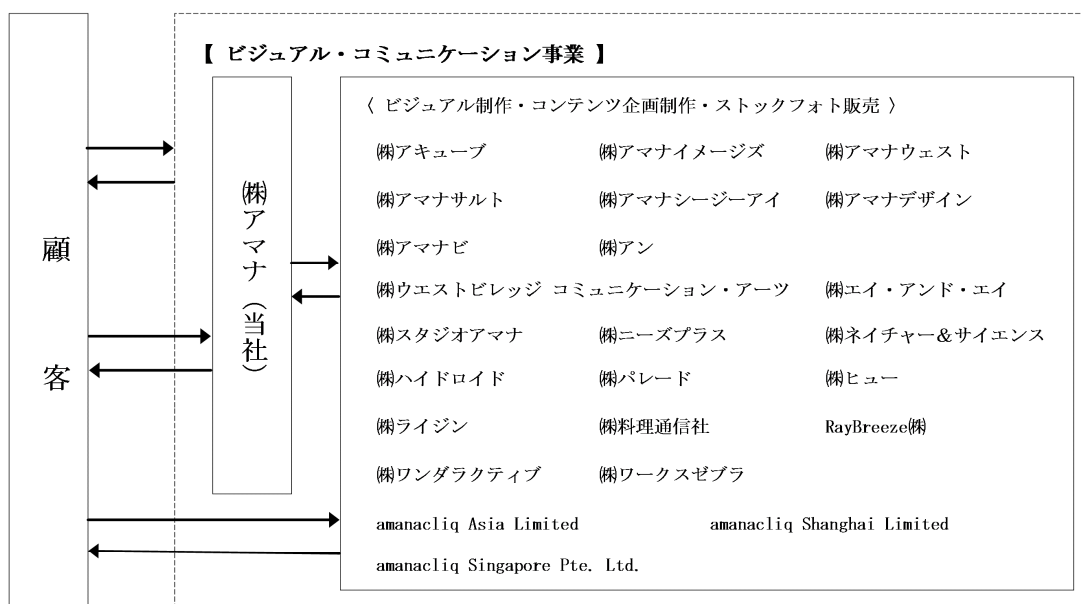 【 ビジュアル・コミュニケーション事業 】
顧客
㈱アマナ(当社)
〈 ビジュアル制作・コンテンツ企画制作・ストックフォト販売 〉
㈱アキューブ ㈱アマナイメージズ ㈱アマナウェスト
㈱アマナサルト ㈱アマナシージーアイ ㈱アマナデザイン
㈱アマナビ ㈱アン
㈱ウエストビレッジ コミュニケーション・アーツ ㈱エイ・アンド・エイ
㈱スタジオアマナ ㈱ニーズプラス ㈱ネイチャー&サイエンス
㈱ハイドロイド ㈱パレード ㈱ヒュー
㈱ライジン ㈱料理通信社 RayBreeze㈱
㈱ワンダラクティブ ㈱ワークスゼブラ
amanacliq Asia Limited amanacliq Shanghai Limited
amanacliq Singapore Pte. Ltd.